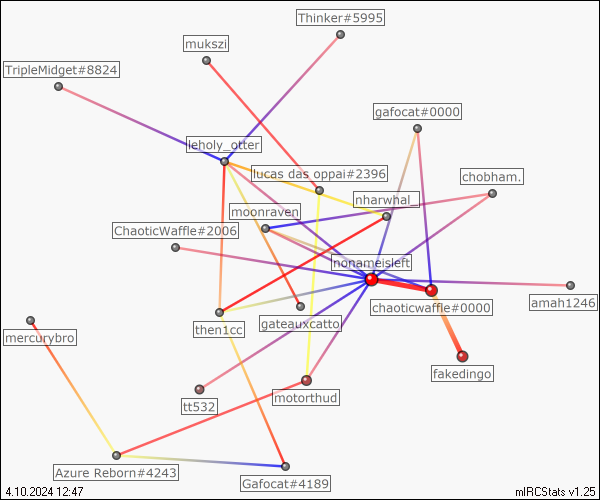 Thinker#5995
mukszi
TripleMidget#8824
gafocat#0000
leholy_otter
lucas das oppai#2396
chobham.
nharwhal_
moonraven
ChaoticWaffle#2006
nonameisleft
chaoticwaffle#0000
amah1246
then1cc
gateauxcatto
mercurybro
fakedingo
motorthud
tt532
Azure Reborn#4243
Gafocat#4189
4.10.2024 12:47
mIRCStats v1.25